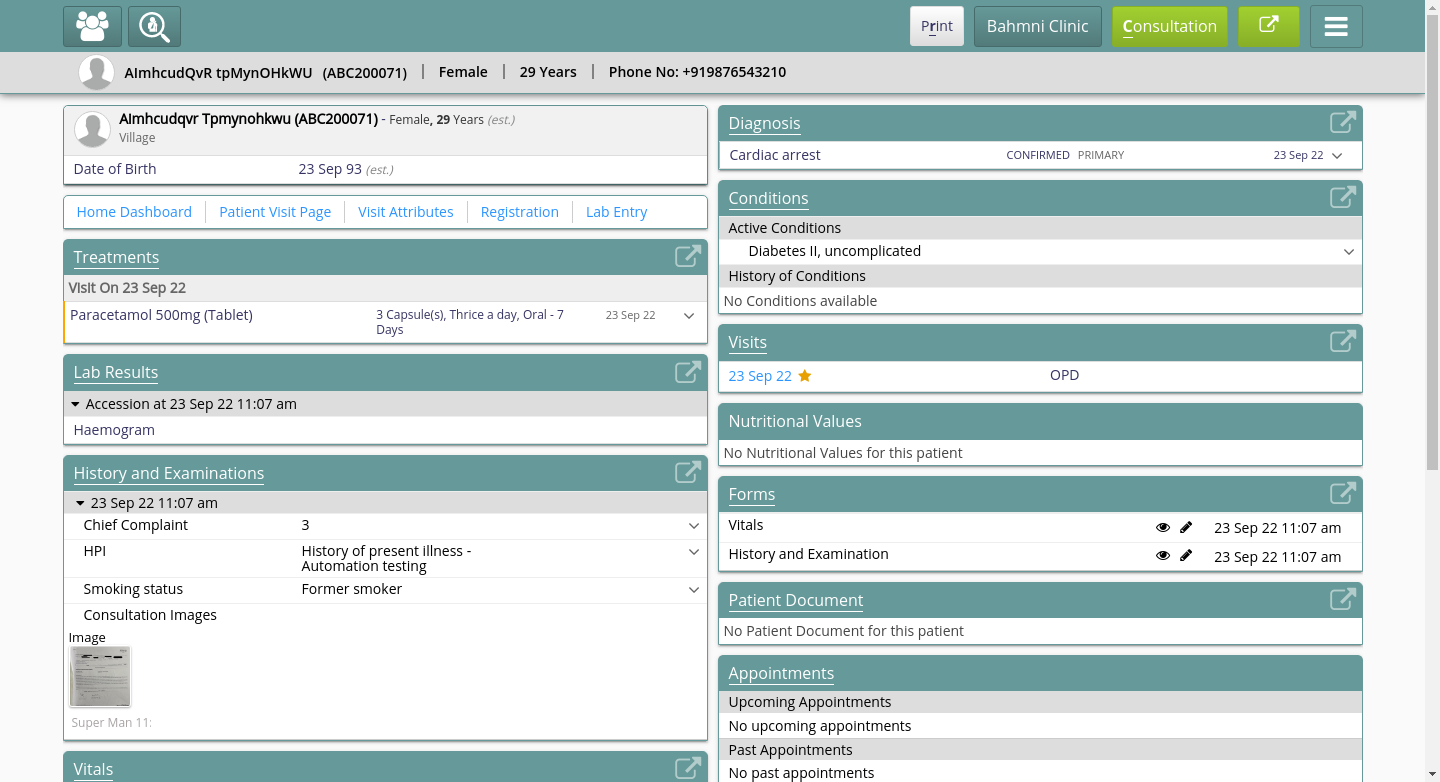 Print
Bahmni Clinic
Consultation
AImhcudQvR tpMynOHkWU (ABC200071) | Female | 29 Years | Phone No: +919876543210
AImhcudqvr Tpmynohkwu (ABC200071) - Female, 29 Years (est.)
Village
Date of Birth 23 Sep 93 (est.)
Home Dashboard
Patient Visit Page
Visit Attributes
Registration
Lab Entry
Treatments
Visit On 23 Sep 22
Paracetamol 500mg (Tablet) 3 Capsule(s), Thrice a day, Oral - 7 23 Sep 22
Days
Lab Results
Accession at 23 Sep 22 11:07 am
Haemogram
History and Examinations
23 Sep 22 11:07 am
Chief Complaint 3
HPI History of present illness -
Automation testing
Smoking status Former smoker
Consultation Images
Image
Super Man 11:
Vitals
Diagnosis
Cardiac arrest CONFIRMED PRIMARY 23 Sep 22
Conditions
Active Conditions
Diabetes II, uncomplicated
History of Conditions
No Conditions available
Visits
23 Sep 22 OPD
Nutritional Values
No Nutritional Values for this patient
Forms
Vitals 23 Sep 22 11:07 am
History and Examination 23 Sep 22 11:07 am
Patient Document
No Patient Document for this patient
Appointments
Upcoming Appointments
No upcoming appointments
Past Appointments
No past appointments